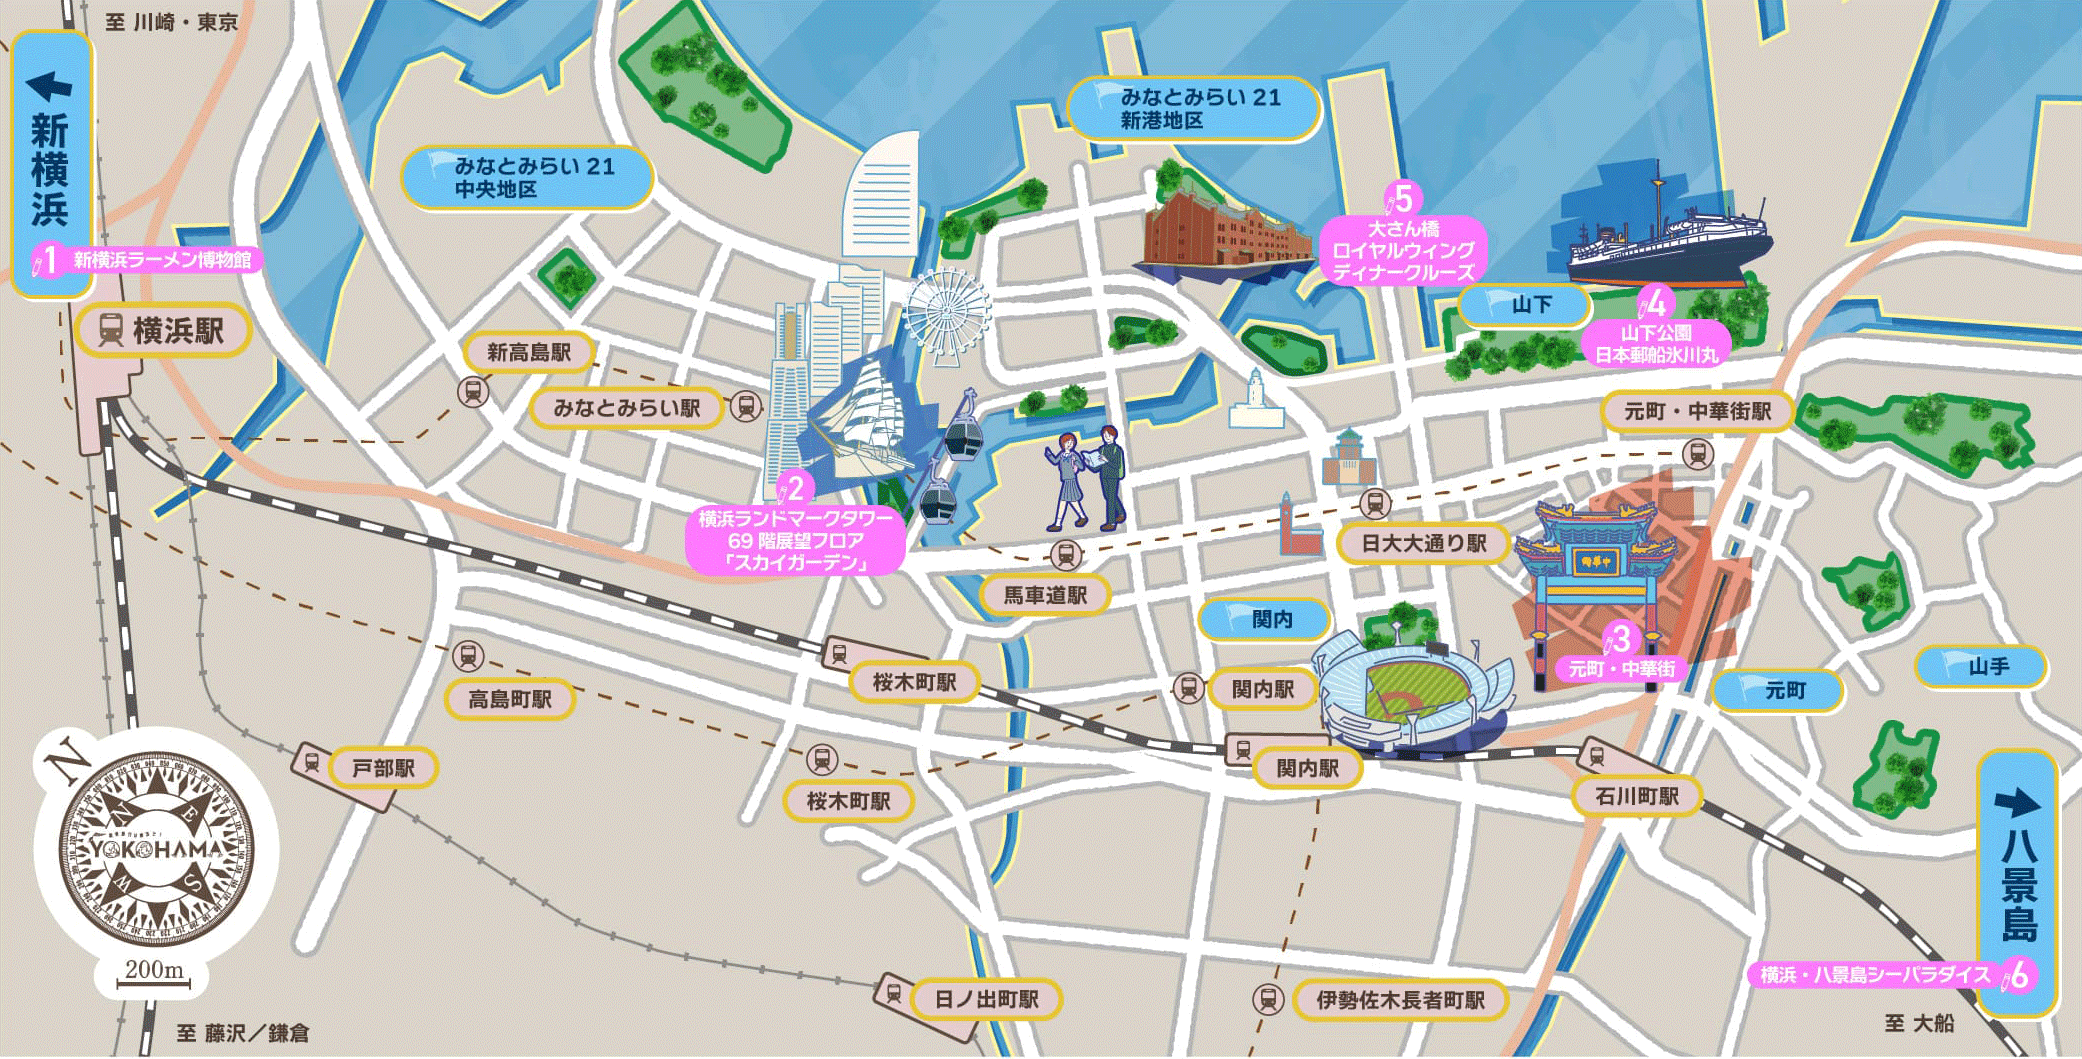 至 川崎・東京
新横浜
1 新横浜ラーメン博物館
横浜駅
みなとみらい 21
中央地区
みなとみらい 21
新港地区
5
大さん橋
ロイヤルウィング
ディナークルーズ
山下
4
山下公園
日本郵船氷川丸
新高島駅
みなとみらい駅
元町・中華街駅
2
横浜ランドマークタワー
69 階展望フロア
「スカイガーデン」
馬車道駅
日大大通り駅
中華街
関内
3
元町・中華街
高島町駅
桜木町駅
関内駅
元町
山手
戸部駅
桜木町駅
関内駅
石川町駅
八景島
N
N
E
YOKOHAMA
W
S
200m
日ノ出町駅
伊勢佐木長者町駅
横浜・八景島シーパラダイス 6
至 藤沢／鎌倉
至 大船